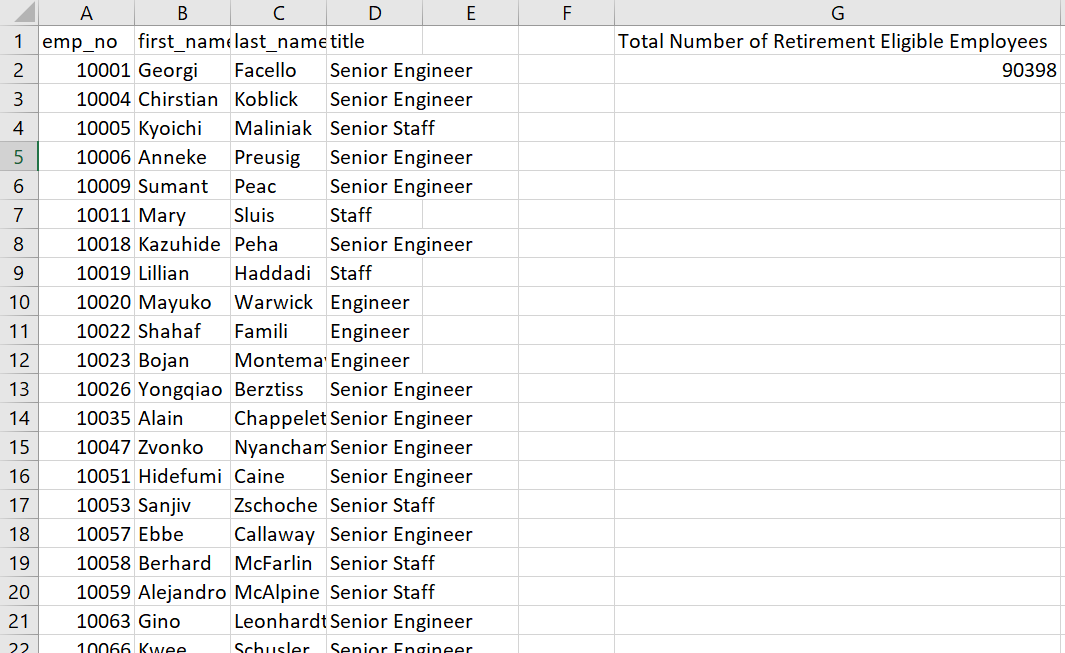 A B C D E F G
1 emp_no first_name last_name title Total Number of Retirement Eligible Employees
2 10001 Georgi Facello Senior Engineer 90398
3 10004 Chirstian Koblick Senior Engineer
4 10005 Kyoichi Maliniak Senior Staff
5 10006 Anneke Preusig Senior Engineer
6 10009 Sumant Peac Senior Engineer
7 10011 Mary Sluis Staff
8 10018 Kazuhide Peha Senior Engineer
9 10019 Lillian Haddadi Staff
10 10020 Mayuko Warwick Engineer
11 10022 Shahaf Famili Engineer
12 10023 Bojan Montemay Engineer
13 10026 Yongqiao Berztiss Senior Engineer
14 10035 Alain Chappelet Senior Engineer
15 10047 Zvonko Nyancham Senior Engineer
16 10051 Hidefumi Caine Senior Engineer
17 10053 Sanjiv Zschoche Senior Staff
18 10057 Ebbe Callaway Senior Engineer
19 10058 Berhard McFarlin Senior Staff
20 10059 Alejandro McAlpine Senior Staff
21 10063 Gino Leonhardt Senior Engineer
22 10066 Kwee Schusler Senior Engineer